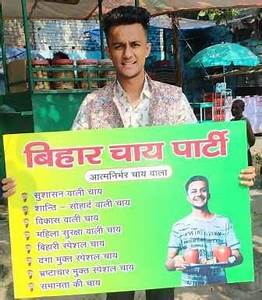 बिहार चाय पार्टी
आत्मनिर्भर चाय वाला
सुशासन वाली चाय
शान्ति - सौहार्द वाली चाय
विकास वाली चाय
महिला सुरक्षा वाली चाय
बिहारी स्पेशल चाय
दंगा मुक्त स्पेशल चाय
भ्रष्टाचार मुक्त स्पेशल चाय
समानता की चाय